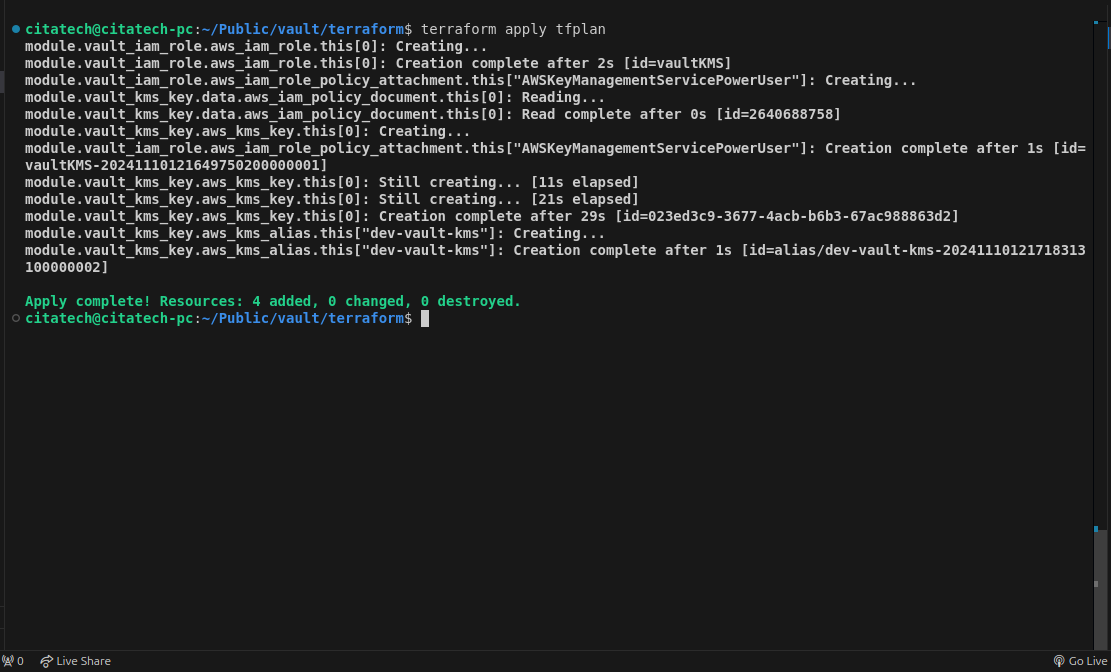 citatech@citatech-pc:~/Public/vault/terraform$ terraform apply tfplan
module.vault_iam_role.aws_iam_role.this[0]: Creating...
module.vault_iam_role.aws_iam_role.this[0]: Creation complete after 2s [id=vaultKMS]
module.vault_iam_role.aws_iam_role_policy_attachment.this["AWSKeyManagementServicePowerUser"]: Creating...
module.vault_kms_key.data.aws_iam_policy_document.this[0]: Reading...
module.vault_kms_key.data.aws_iam_policy_document.this[0]: Read complete after 0s [id=2640688758]
module.vault_kms_key.aws_kms_key.this[0]: Creating...
module.vault_iam_role.aws_iam_role_policy_attachment.this["AWSKeyManagementServicePowerUser"]: Creation complete after 1s [id=
vaultKMS-20241110121649750200000001]
module.vault_kms_key.aws_kms_key.this[0]: Still creating... [11s elapsed]
module.vault_kms_key.aws_kms_key.this[0]: Still creating... [21s elapsed]
module.vault_kms_key.aws_kms_key.this[0]: Creation complete after 29s [id=023ed3c9-3677-4acb-b6b3-67ac988863d2]
module.vault_kms_key.aws_kms_alias.this["dev-vault-kms"]: Creating...
module.vault_kms_key.aws_kms_alias.this["dev-vault-kms"]: Creation complete after 1s [id=alias/dev-vault-kms-20241110121718313
100000002]
Apply complete! Resources: 4 added, 0 changed, 0 destroyed.
citatech@citatech-pc:~/Public/vault/terraform$
0 Live Share Go Live